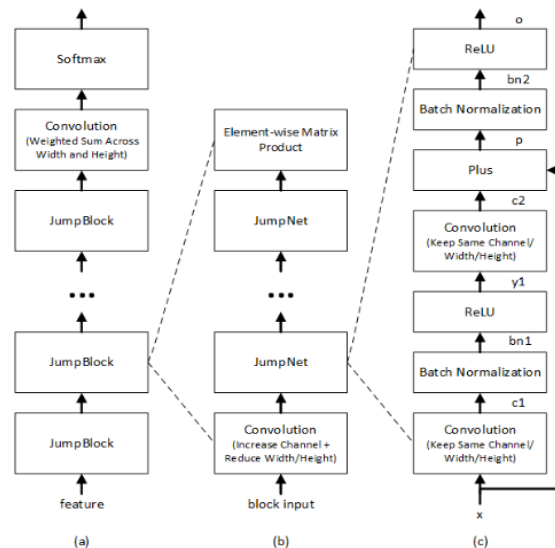 Softmax
Convolution
(Weighted Sum Across
Width and Height)
JumpBlock
...
JumpBlock
JumpBlock
feature
(a)
Element-wise Matrix
Product
JumpNet
...
JumpNet
Convolution
(Increase Channel +
Reduce Width/Height)
block input
(b)
o
ReLU
bn2
Batch Normalization
p
Plus
c2
Convolution
(Keep Same Channel/
Width/Height)
y1
ReLU
bn1
Batch Normalization
c1
Convolution
(Keep Same Channel/
Width/Height)
x
(c)